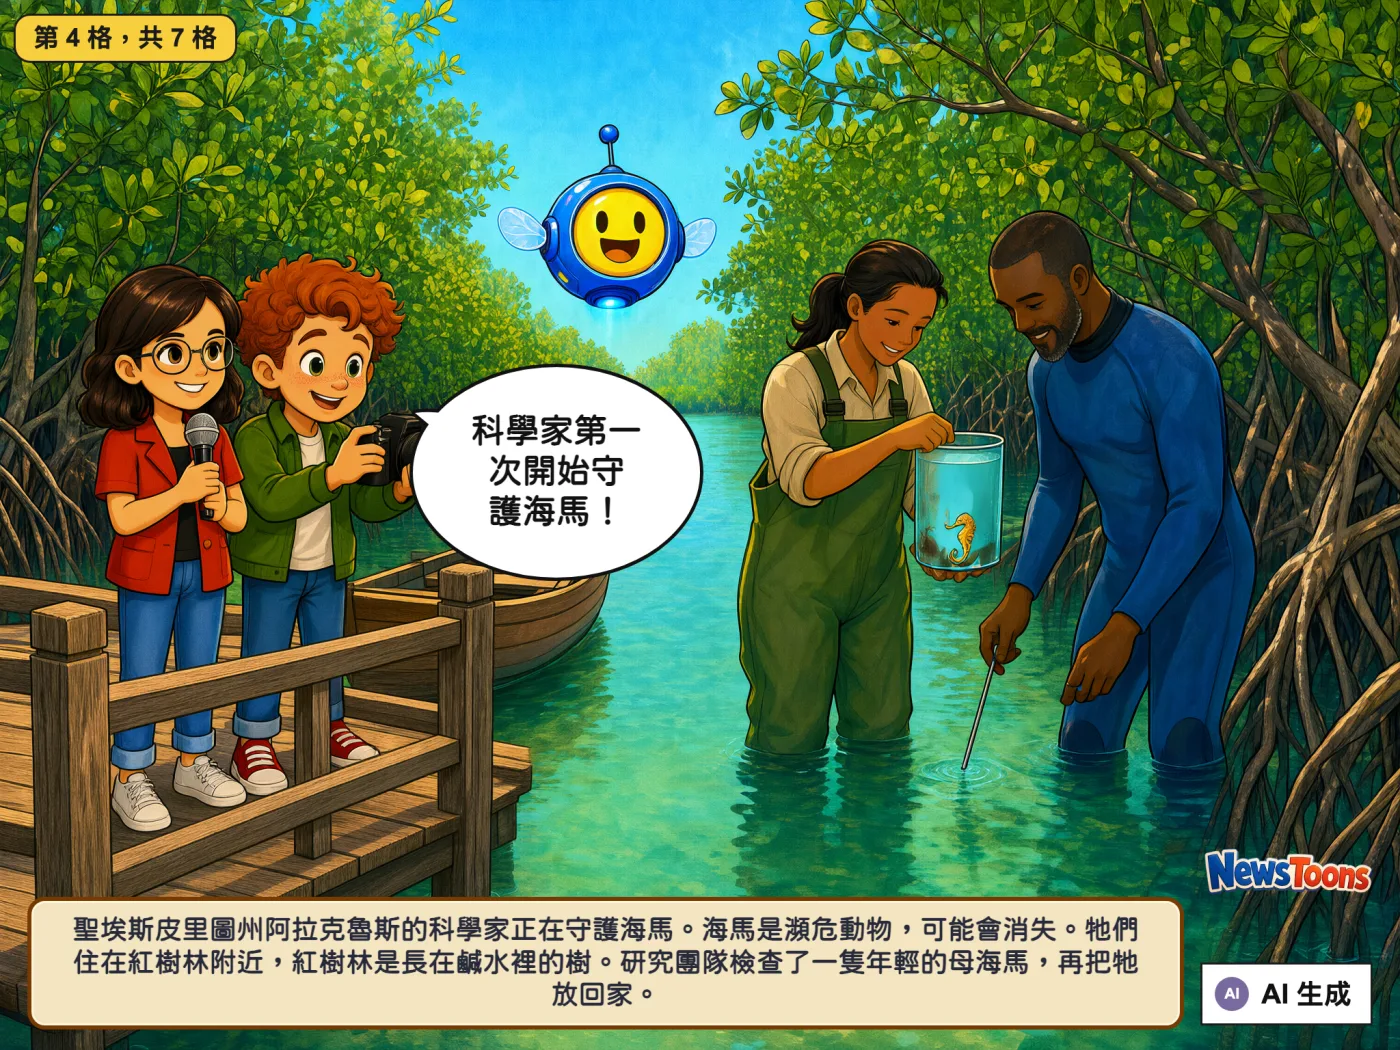 第 4 格，共 7 格
科學家第一
次開始守
護海馬！
NewsToons
聖埃斯皮里圖州阿拉克魯斯的科學家正在守護海馬。海馬是瀕危動物，可能會消失。牠們
住在紅樹林附近，紅樹林是長在鹹水裡的樹。研究團隊檢查了一隻年輕的母海馬，再把牠
放回家。
AI AI 生成